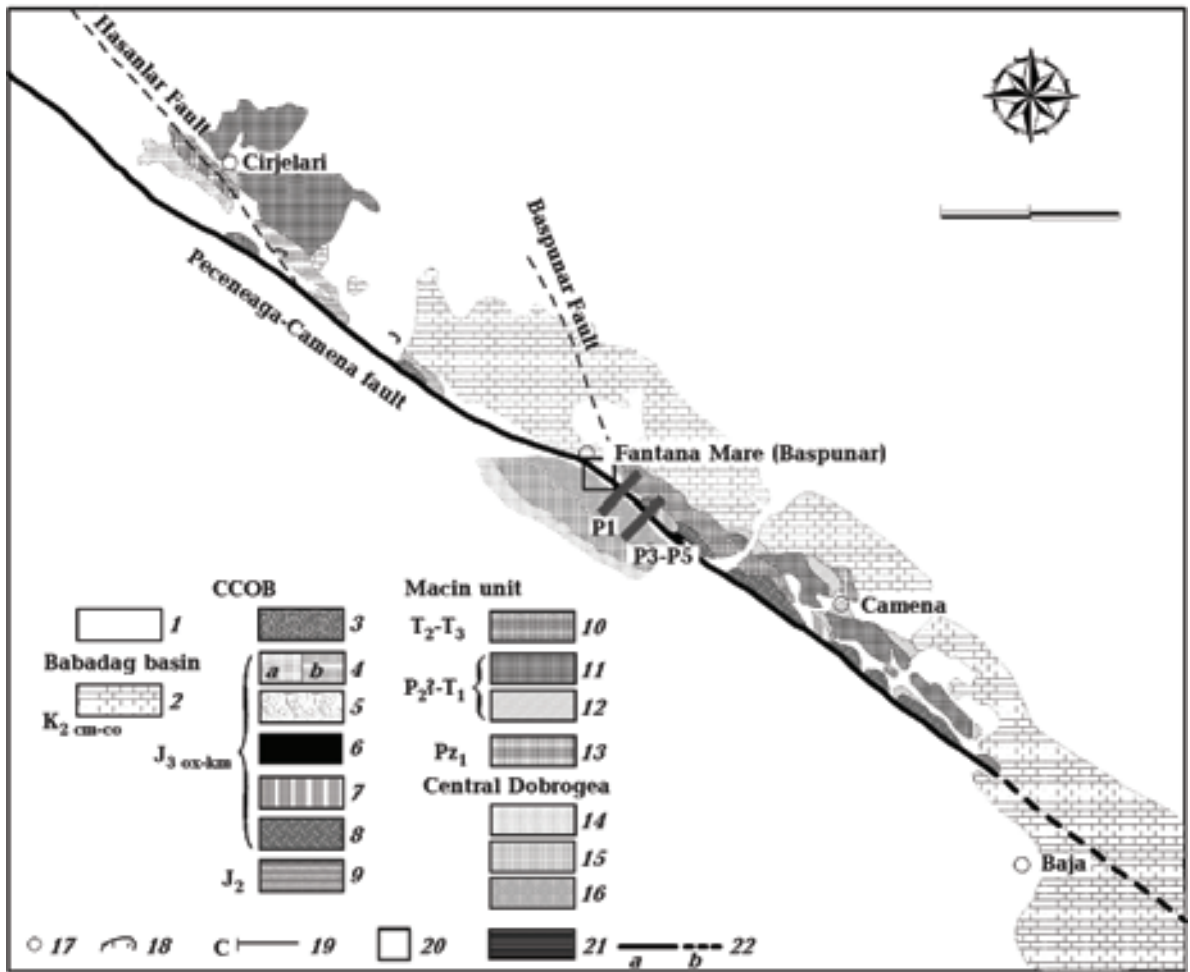 Hasanlar Fault
Cirjelari
Peceneaga-Camena fault
Baspunar Fault
Fantana Mare (Baspunar)
P1
P3-P5
Camena
Baja
CCOB
Macin unit
1
3
T2-T3
10
Babadag basin
a b 4
P2?-T1
11
2
K2 cm-co
5
12
J3 ox-km
6
Pz1
13
7
Central Dobrogea
8
14
J2
9
15
16
17
18
C
19
20
21
a
b
22